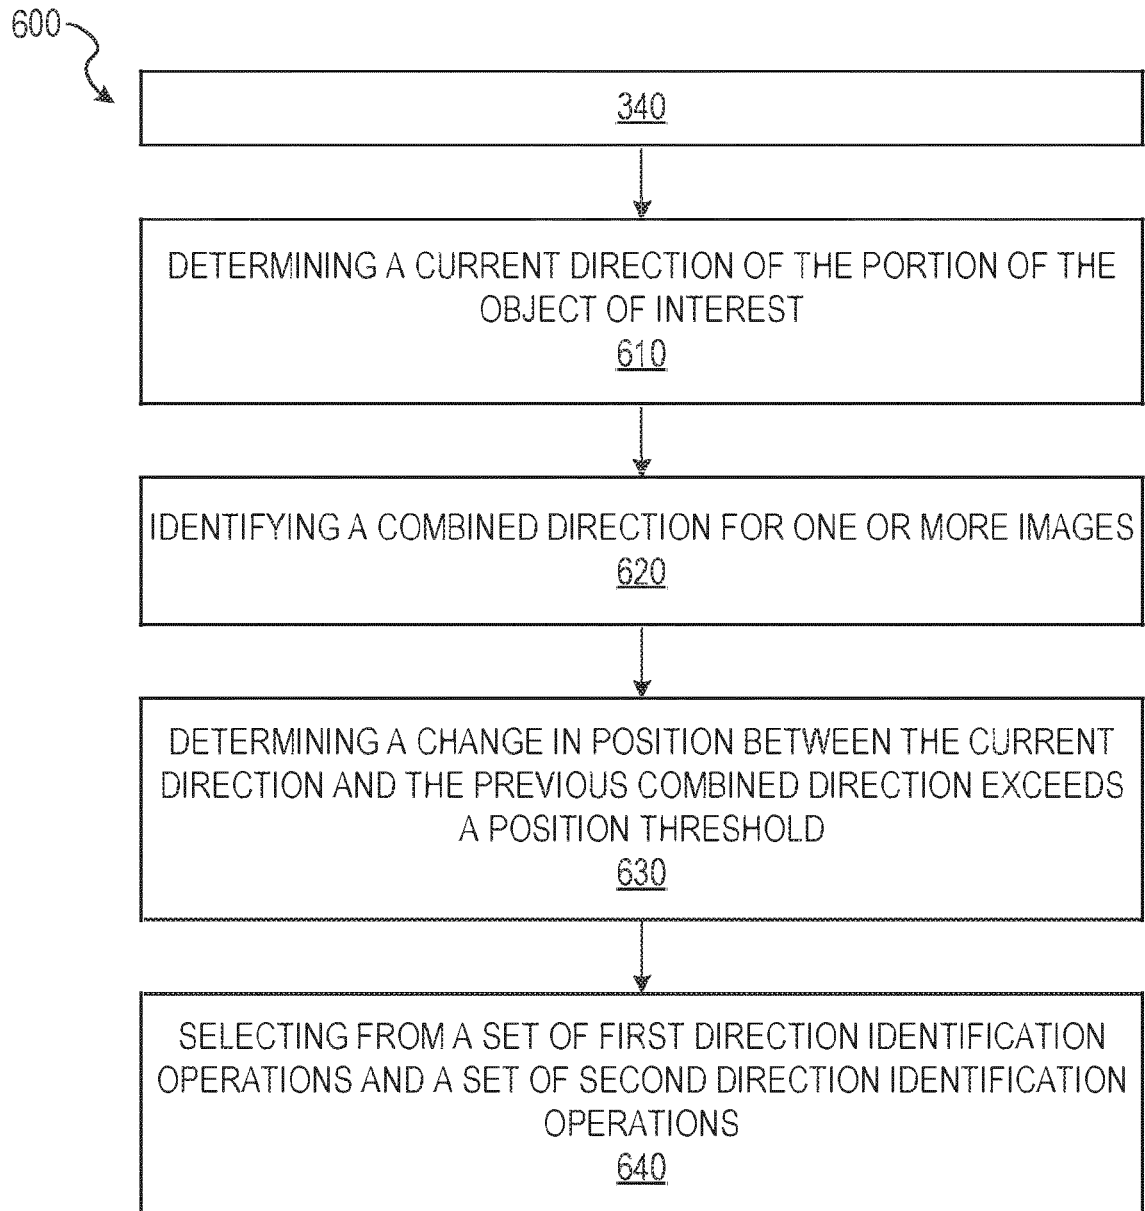 600
340
DETERMINING A CURRENT DIRECTION OF THE PORTION OF THE
OBJECT OF INTEREST
610
IDENTIFYING A COMBINED DIRECTION FOR ONE OR MORE IMAGES
620
DETERMINING A CHANGE IN POSITION BETWEEN THE CURRENT
DIRECTION AND THE PREVIOUS COMBINED DIRECTION EXCEEDS
A POSITION THRESHOLD
630
SELECTING FROM A SET OF FIRST DIRECTION IDENTIFICATION
OPERATIONS AND A SET OF SECOND DIRECTION IDENTIFICATION
OPERATIONS
640